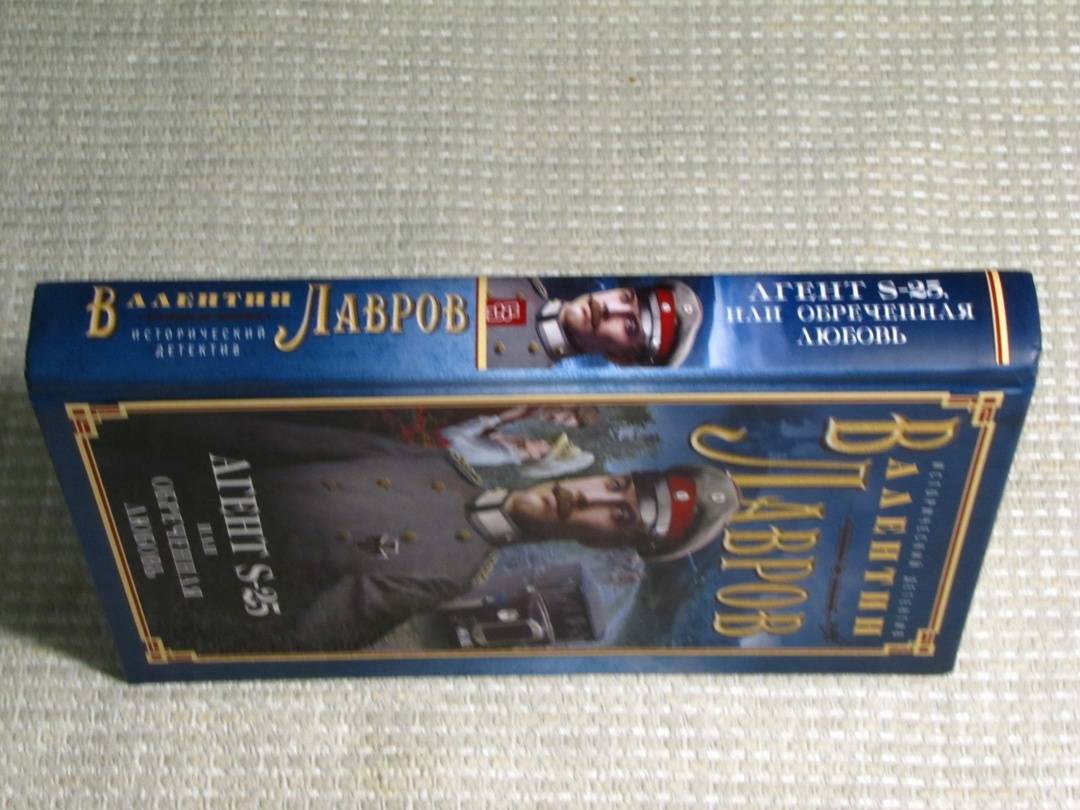 Валентин Лавров
исторический
детектив
АГЕНТ S-25,
ИЛИ ОБРЕЧЕННАЯ
ЛЮБОВЬ
исторический детектив
Валентин
Лавров
АГЕНТ S-25
ИЛИ
ОБРЕЧЕННАЯ
ЛЮБОВЬ